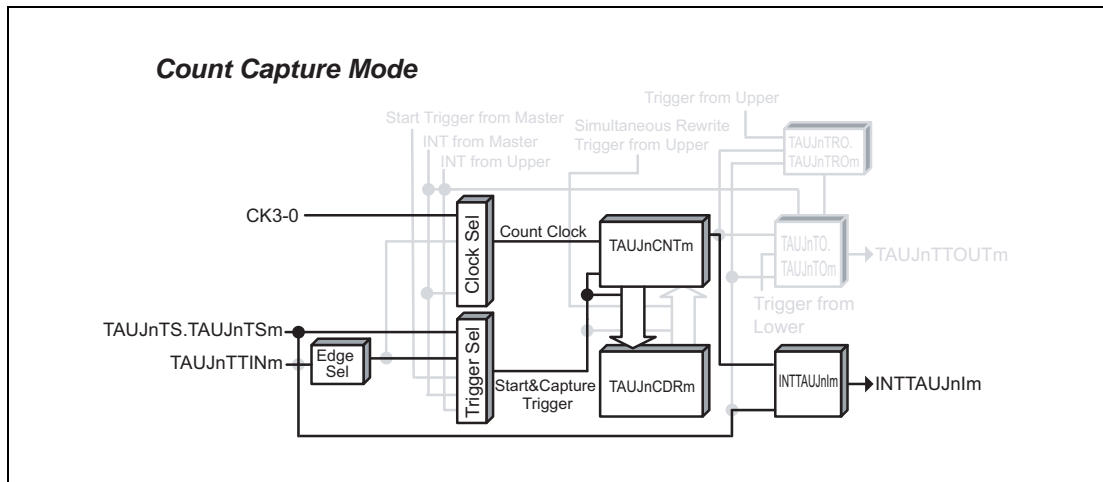 Count Capture Mode
Trigger from Upper
Start Trigger from Master
Simultaneous Rewrite
Trigger from Upper
INT from Master
INT from Upper
TAUJnTRO.
TAUJnTROm
CK3-0
Clock Sel
Count Clock
TAUJnCNTm
TAUJnTO.
TAUJnTOm
TAUJnTTOUTm
Trigger from
Lower
TAUJnTS.TAUJnTSm
TAUJnTTINm
Edge
Sel
Trigger Sel
Start&Capture
Trigger
TAUJnCDRm
INTTAUJnIm
INTTAUJnIm